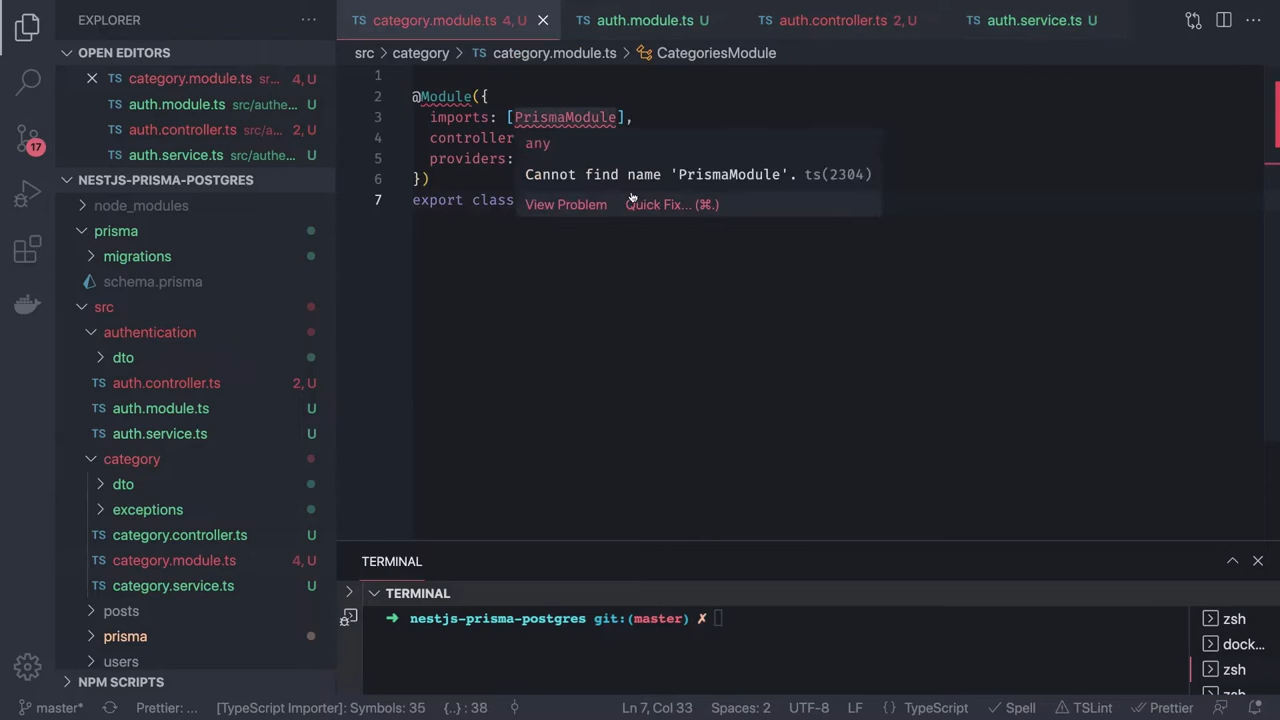 EXPLORER
category.module.ts 4, U
auth.module.ts U
auth.controller.ts 2, U
auth.service.ts U
OPEN EDITORS
category.module.ts sr... 4, U
auth.module.ts src/authe... U
auth.controller.ts src/a... 2, U
auth.service.ts src/authe... U
NESTJS-PRISMA-POSTGRES
node_modules
prisma
migrations
schema.prisma
src
authentication
dto
auth.controller.ts 2, U
auth.module.ts U
auth.service.ts U
category
dto
exceptions
category.controller.ts U
category.module.ts 4, U
category.service.ts U
posts
prisma
users
NPM SCRIPTS
17
src > category > TS category.module.ts > CategoriesModule
1
2 @Module({
3 imports: [PrismaModule],
4 controller
5 providers:
6 })
7 export class
any
Cannot find name 'PrismaModule'. ts(2304)
View Problem Quick Fix... (⌘.)
TERMINAL
TERMINAL
➜ nestjs-prisma-postgres git:(master) ✗
zsh
dock...
zsh
master* Prettier: ... [TypeScript Importer]: Symbols: 35 {..} : 38 Ln 7, Col 33 Spaces: 2 UTF-8 LF {} TypeScript Spell TSLint Prettier